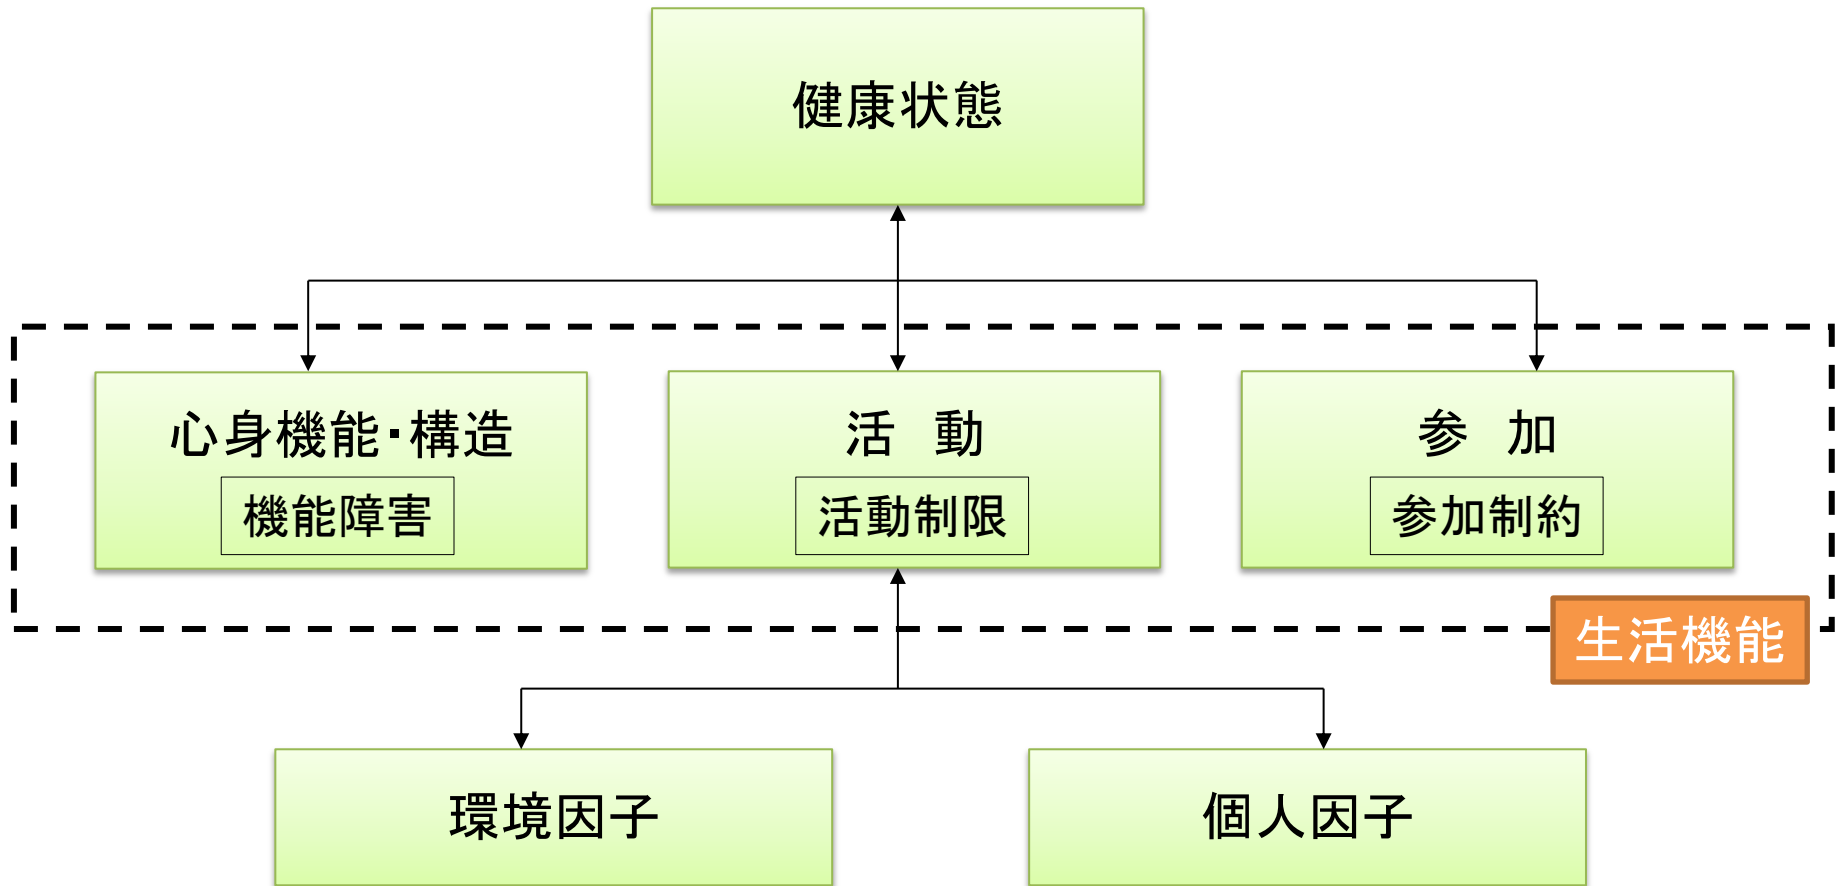 健康状態
心身機能・構造
機能障害
活　動
活動制限
参　加
参加制約
生活機能
環境因子
個人因子